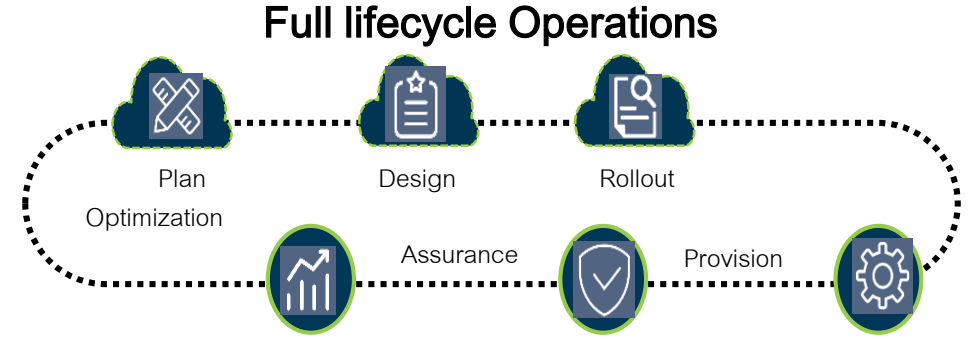 Full lifecycle Operations
Plan
Design
Rollout
Optimization
Assurance
Provision